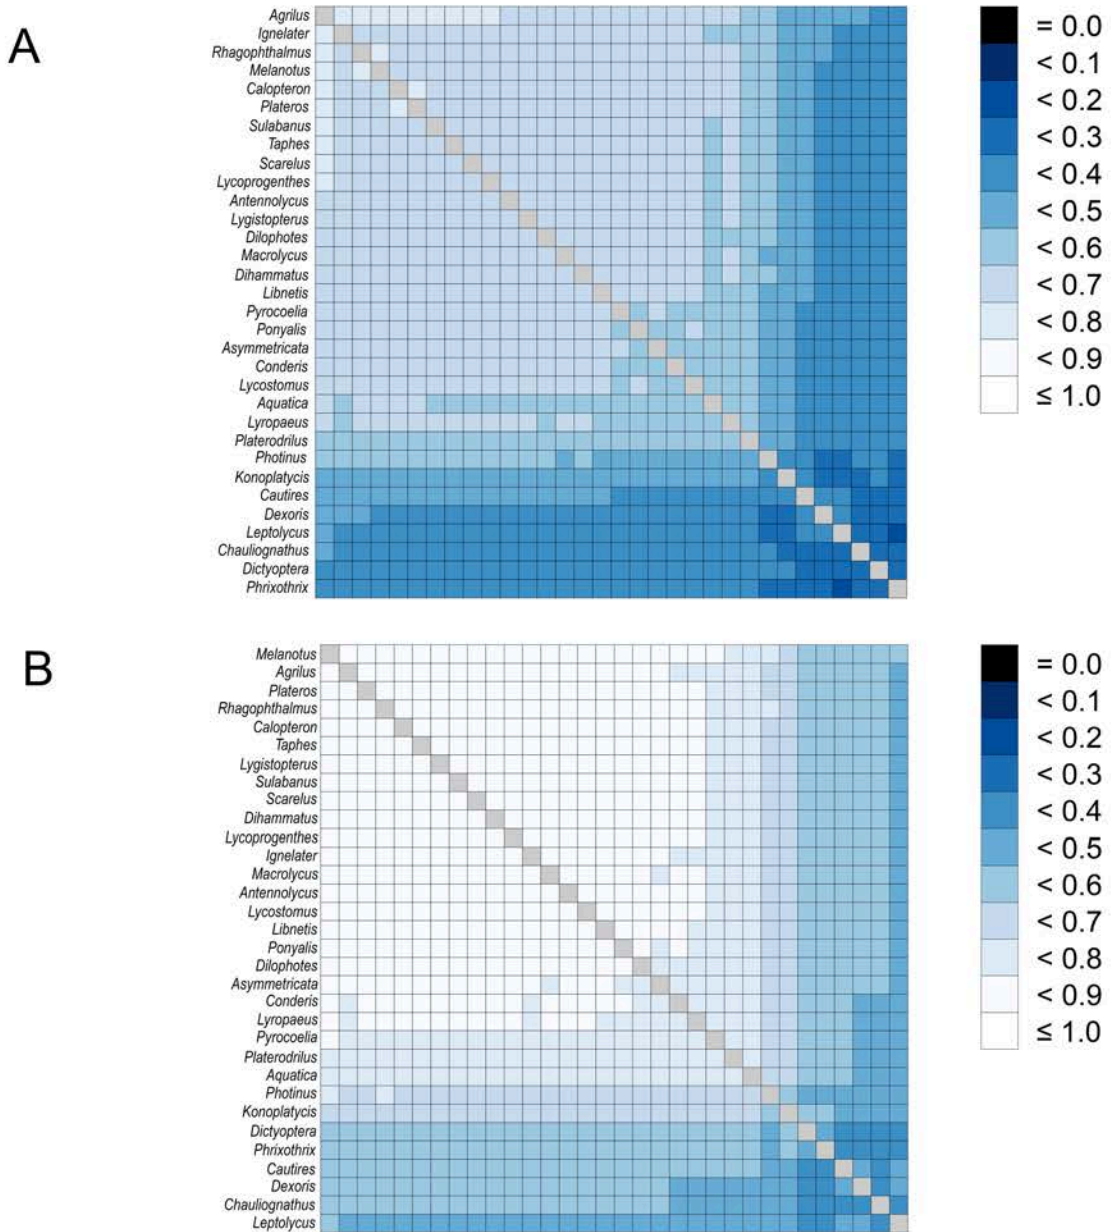 A
Agrilus
Ignelater
Rhagophthalmus
Melanotus
Calopteron
Plateros
Sulabanus
Taphes
Scarelus
Lycoprogenthes
Antennolycus
Lygistopterus
Dilophotes
Macrolycus
Dihammatus
Libnetis
Pyrocoelia
Ponyalis
Asymmetricata
Conderis
Lycostomus
Aquatica
Lyropaeus
Platerodrilus
Photinus
Konoplatycis
Cautires
Dexoris
Leptolycus
Chauliognathus
Dictyoptera
Phrixothrix
= 0.0
< 0.1
< 0.2
< 0.3
< 0.4
< 0.5
< 0.6
< 0.7
< 0.8
< 0.9
≤ 1.0
B
Melanotus
Agrilus
Plateros
Rhagophthalmus
Calopteron
Taphes
Lygistopterus
Sulabanus
Scarelus
Dihammatus
Lycoprogenthes
Ignelater
Macrolycus
Antennolycus
Lycostomus
Libnetis
Ponyalis
Dilophotes
Asymmetricata
Conderis
Lyropaeus
Pyrocoelia
Platerodrilus
Aquatica
Photinus
Konoplatycis
Dictyoptera
Phrixothrix
Cautires
Dexoris
Chauliognathus
Leptolycus
= 0.0
< 0.1
< 0.2
< 0.3
< 0.4
< 0.5
< 0.6
< 0.7
< 0.8
< 0.9
≤ 1.0